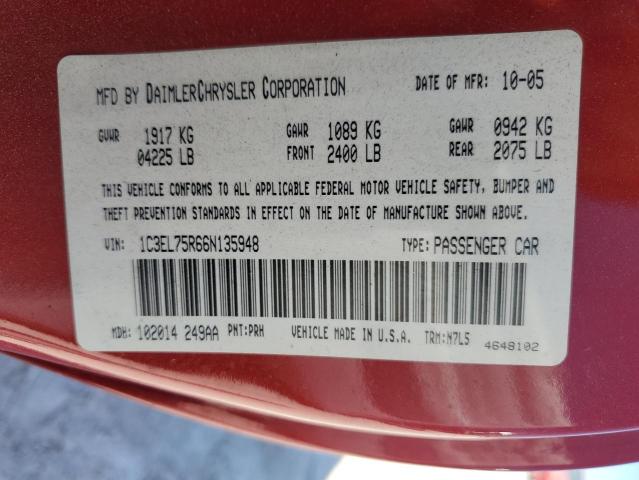 MFD BY DAIMLERCHRYSLER CORPORATION DATE OF MFR: 10-05
GVWR 1917 KG GAWR 1089 KG GAWR 0942 KG
04225 LB FRONT 2400 LB REAR 2075 LB
THIS VEHICLE CONFORMS TO ALL APPLICABLE FEDERAL MOTOR VEHICLE SAFETY, BUMPER AND
THEFT PREVENTION STANDARDS IN EFFECT ON THE DATE OF MANUFACTURE SHOWN ABOVE.
VIN: 1C3EL75R66N135948 TYPE: PASSENGER CAR
MDH: 102014 249AA PNT: PRH VEHICLE MADE IN U.S.A. TRM: N7L5
4648102